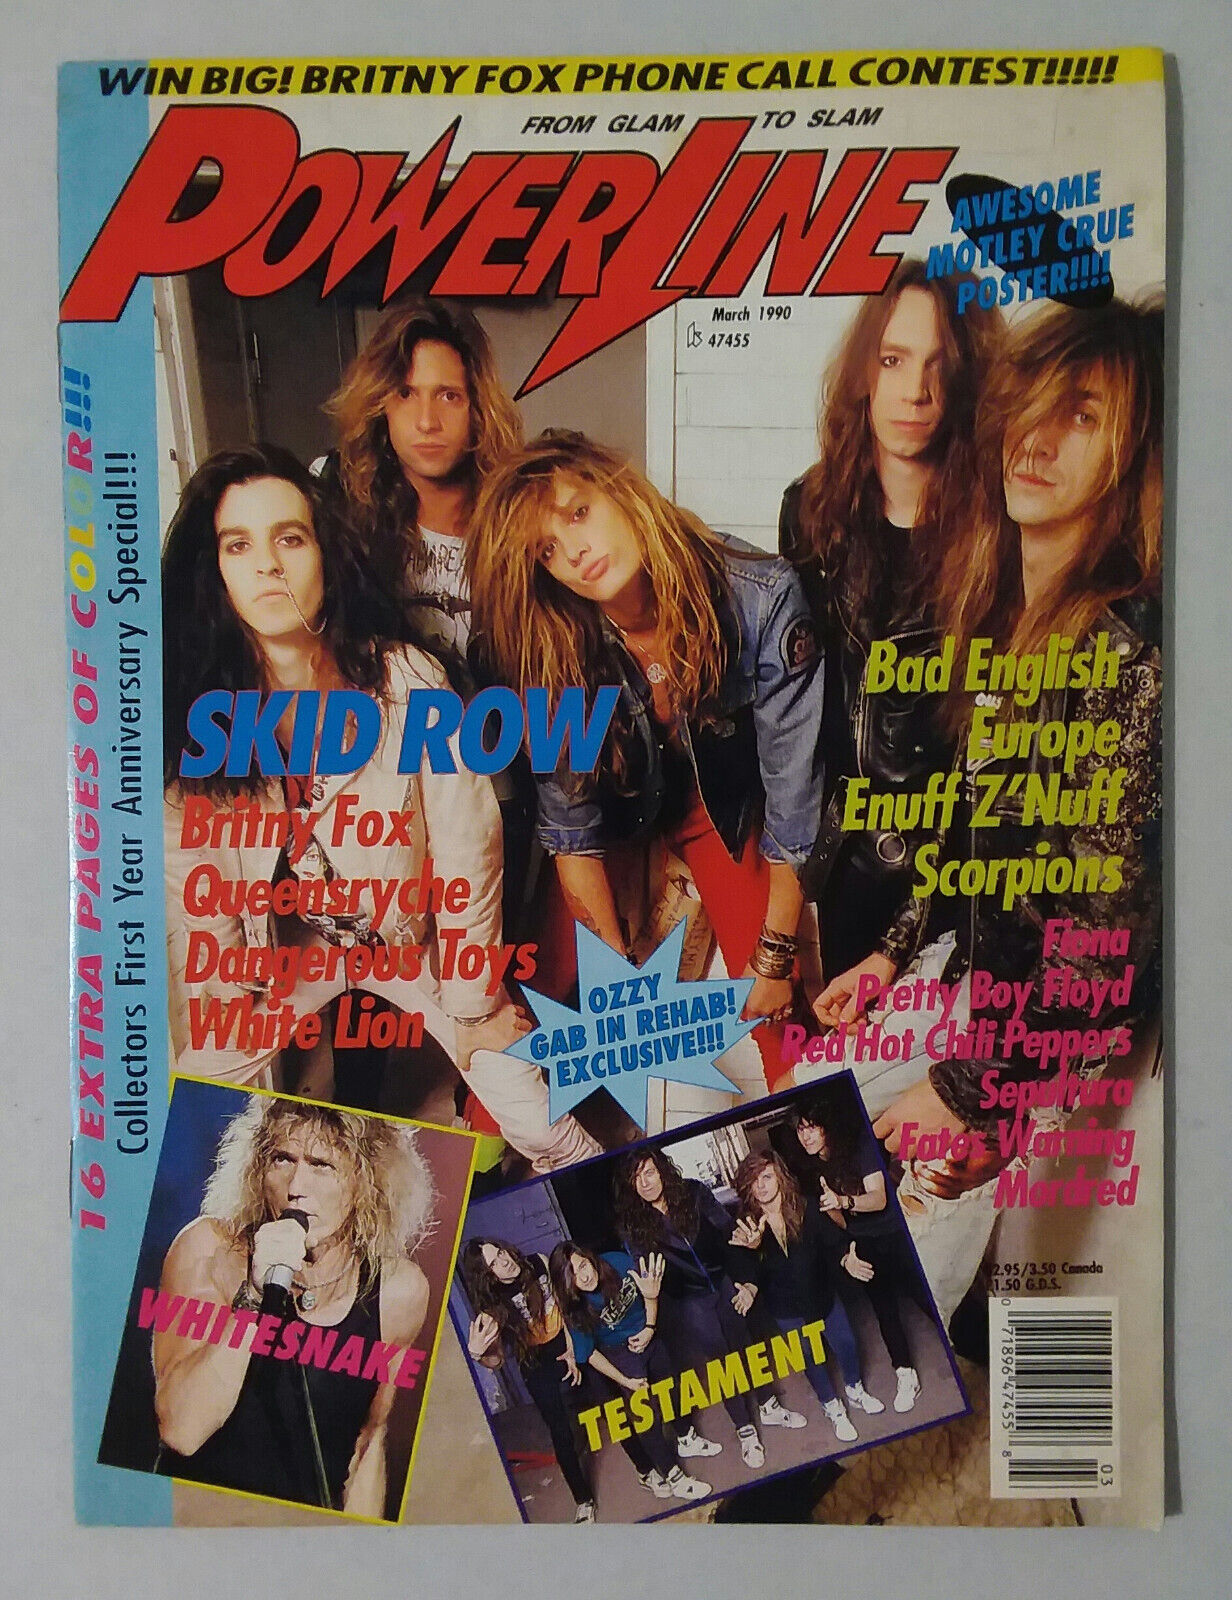 WIN BIG! BRITNY FOX PHONE CALL CONTEST!!!!!
FROM GLAM TO SLAM
POWERLINE
AWESOME
MOTLEY CRUE
POSTER!!!!
March 1990
47455
16 EXTRA PAGES OF COLOR!!!
Collectors First Year Anniversary Special!!!
SKID ROW
Britny Fox
Queensryche
Dangerous Toys
White Lion
Bad English
Europe
Enuff Z'Nuff
Scorpions
Fiona
Pretty Boy Floyd
Red Hot Chili Peppers
Sepultura
Fates Warning
Mordred
OZZY
GAB IN REHAB!
EXCLUSIVE!!!
WHITESNAKE
TESTAMENT
2.95/3.50 Canada
1.50 G.D.S.
0 71896 47455 8
03